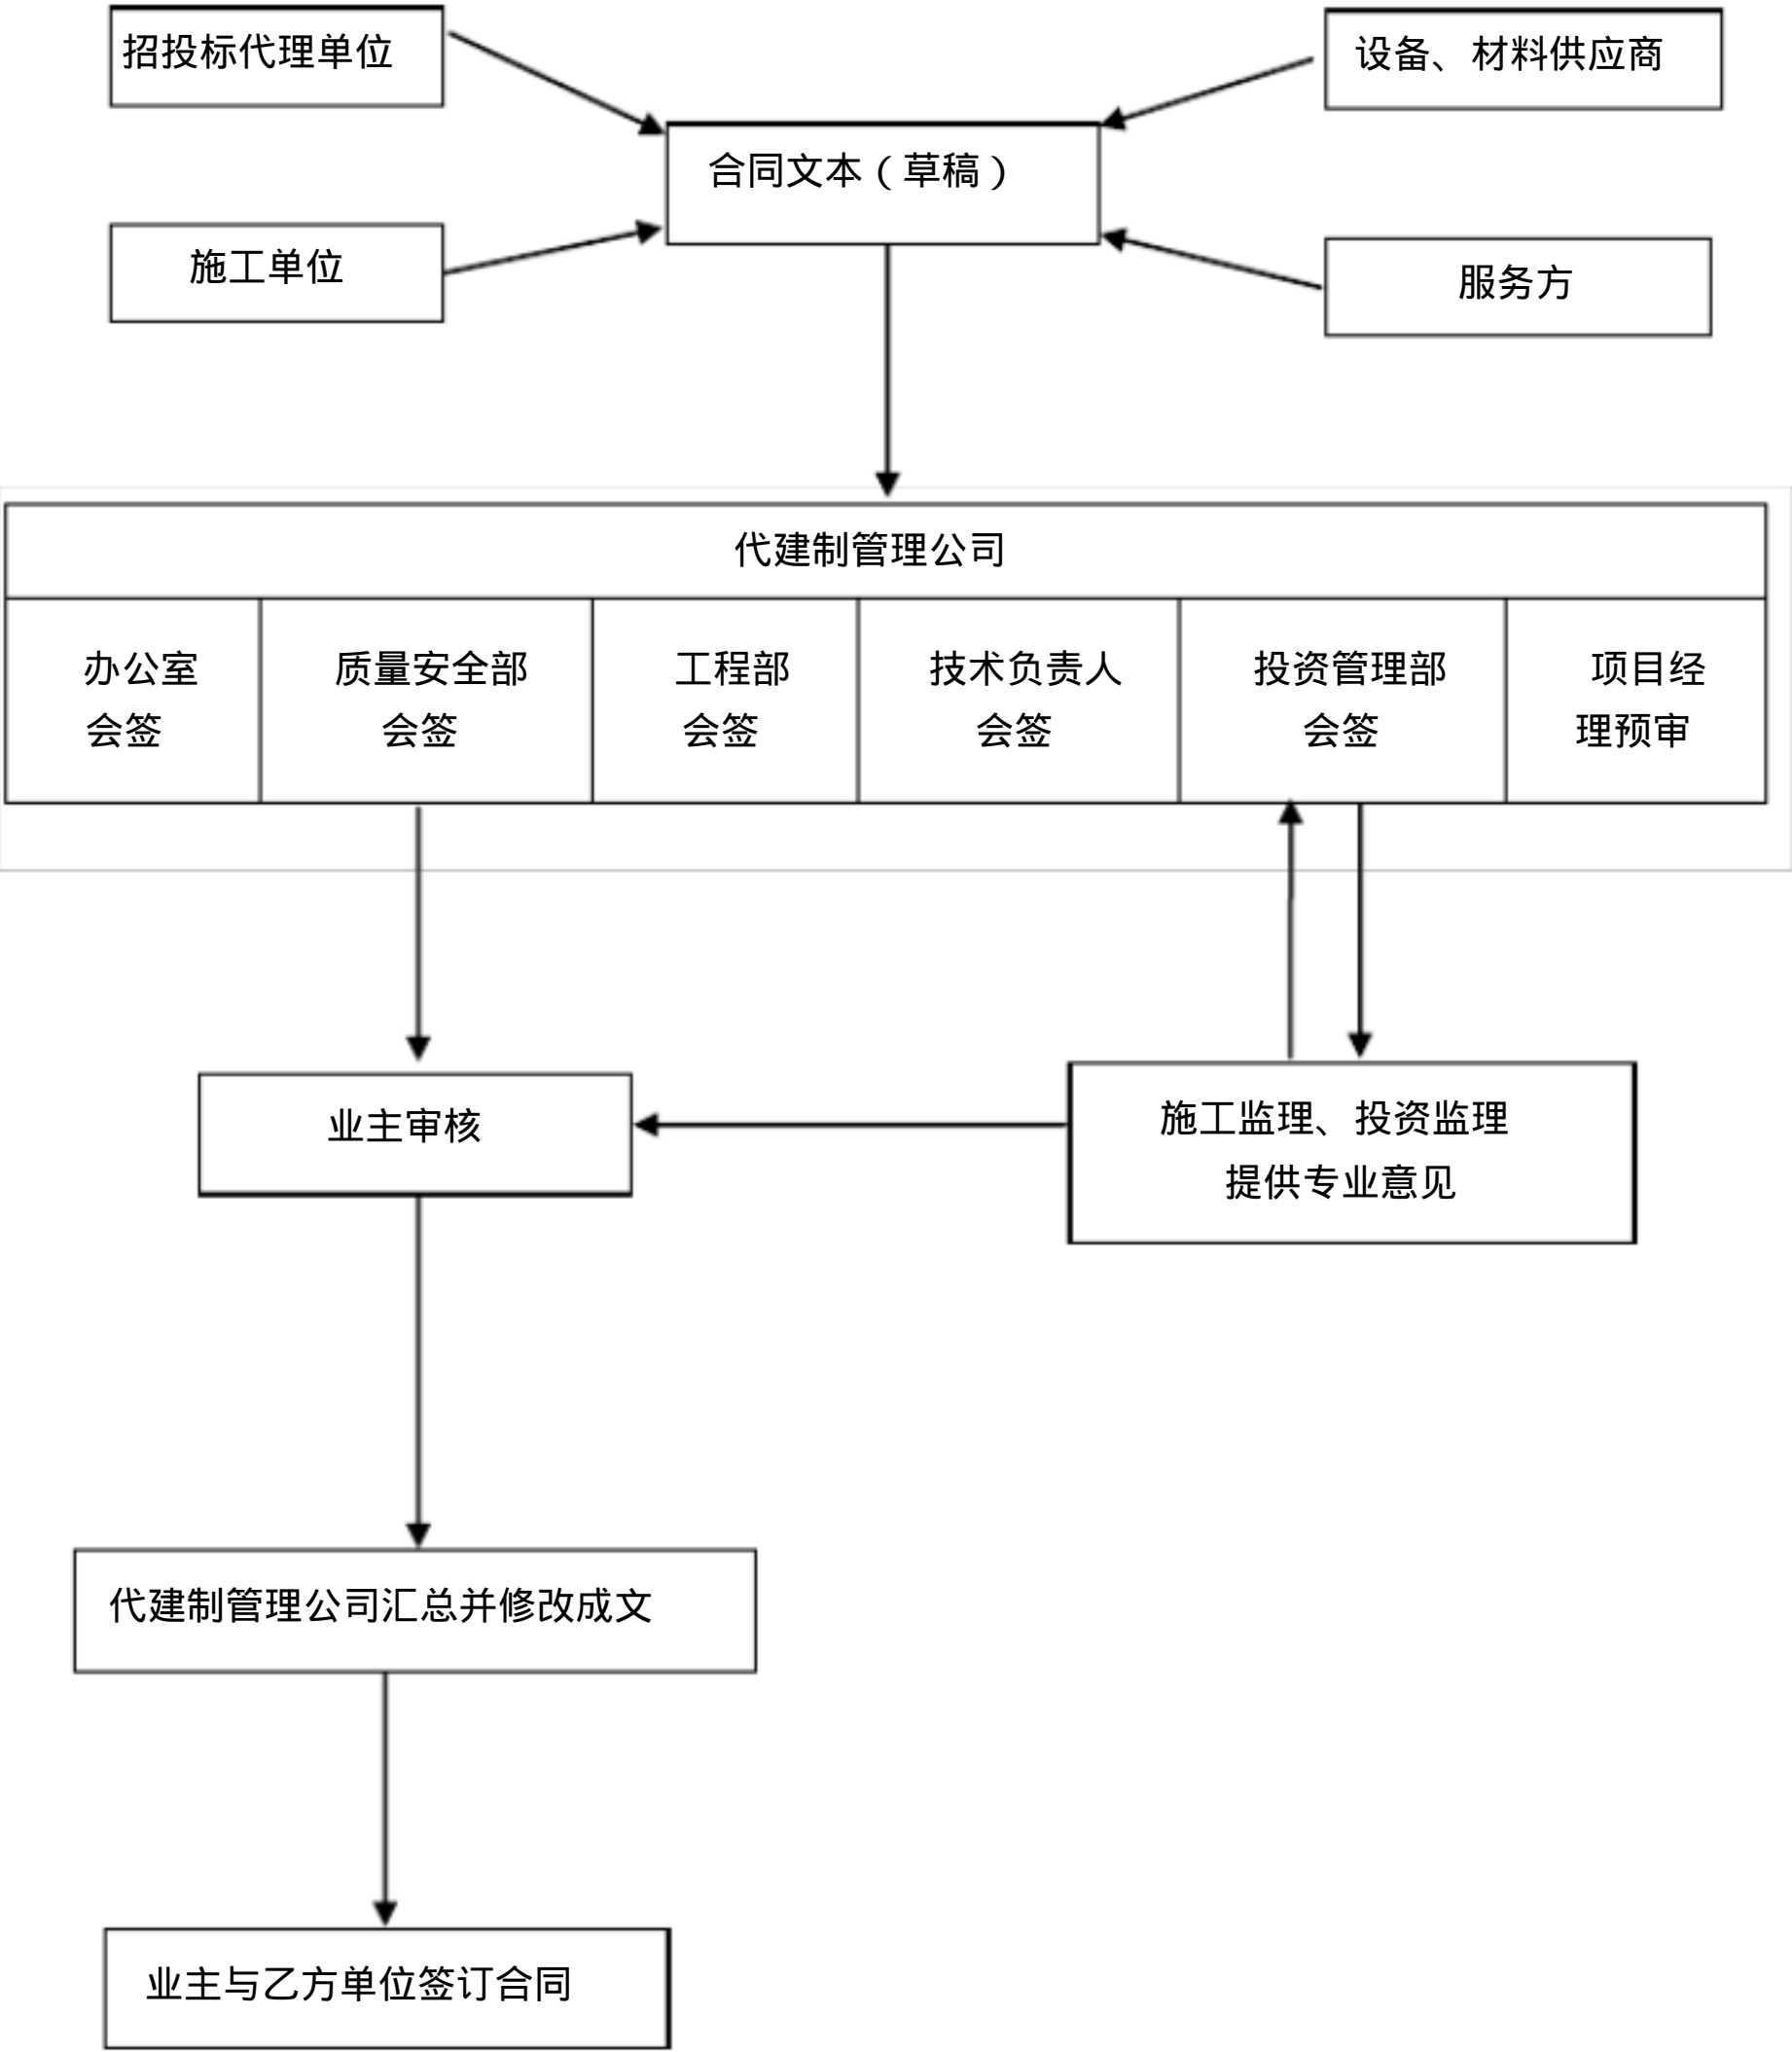 招投标代理单位
设备、材料供应商
合同文本（草稿）
施工单位
服务方
代建制管理公司
办公室
会签
质量安全部
会签
工程部
会签
技术负责人
会签
投资管理部
会签
项目经
理预审
业主审核
施工监理、投资监理
提供专业意见
代建制管理公司汇总并修改成文
业主与乙方单位签订合同